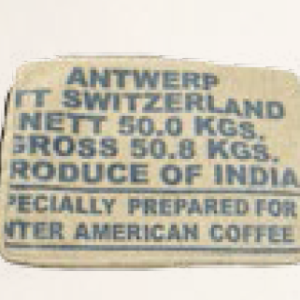 ANTWERP
TT SWITZERLAND
NETT 50.0 KGS.
GROSS 50.8 KGS.
RODUCE OF INDIA
PECIALLY PREPARED FOR
NTER AMERICAN COFFEE